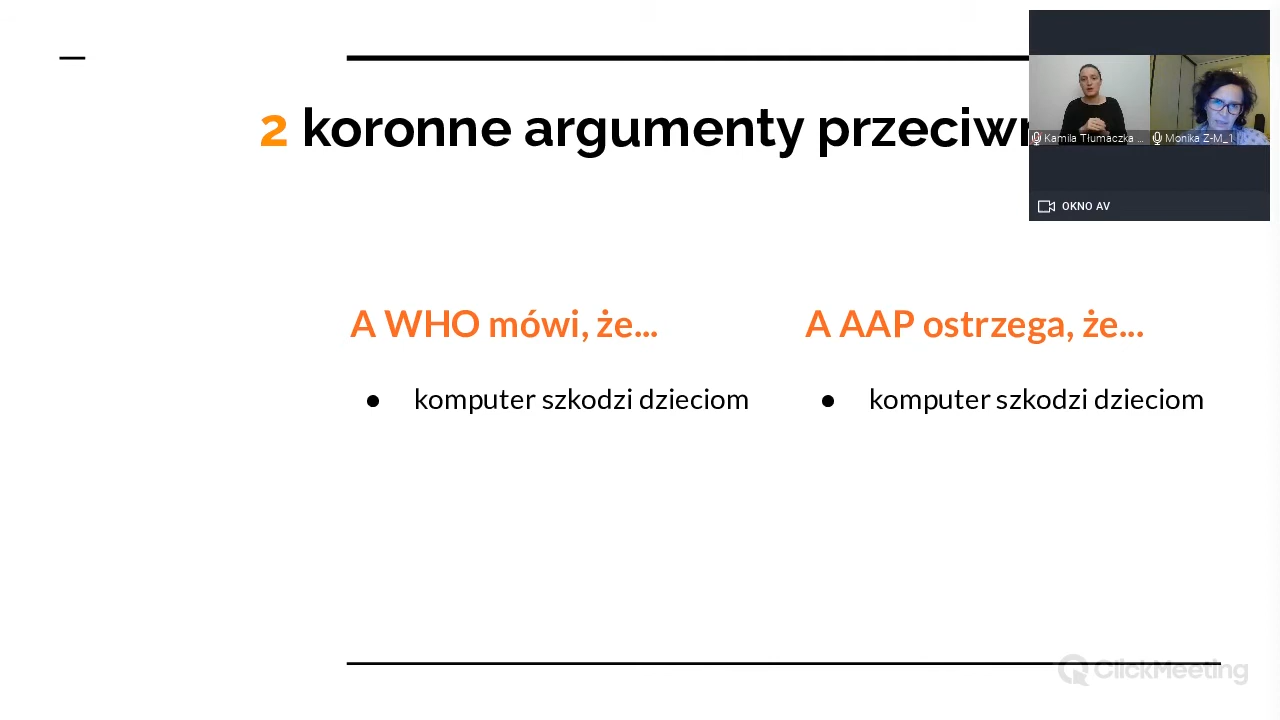 2 koronne argumenty
Kamila Tłumaczka ...
Monika Z-M_1
OKNO AV
A WHO mówi, że...
A AAP ostrzega, że...
● komputer szkodzi dzieciom
● komputer szkodzi dzieciom
ClickMeeting